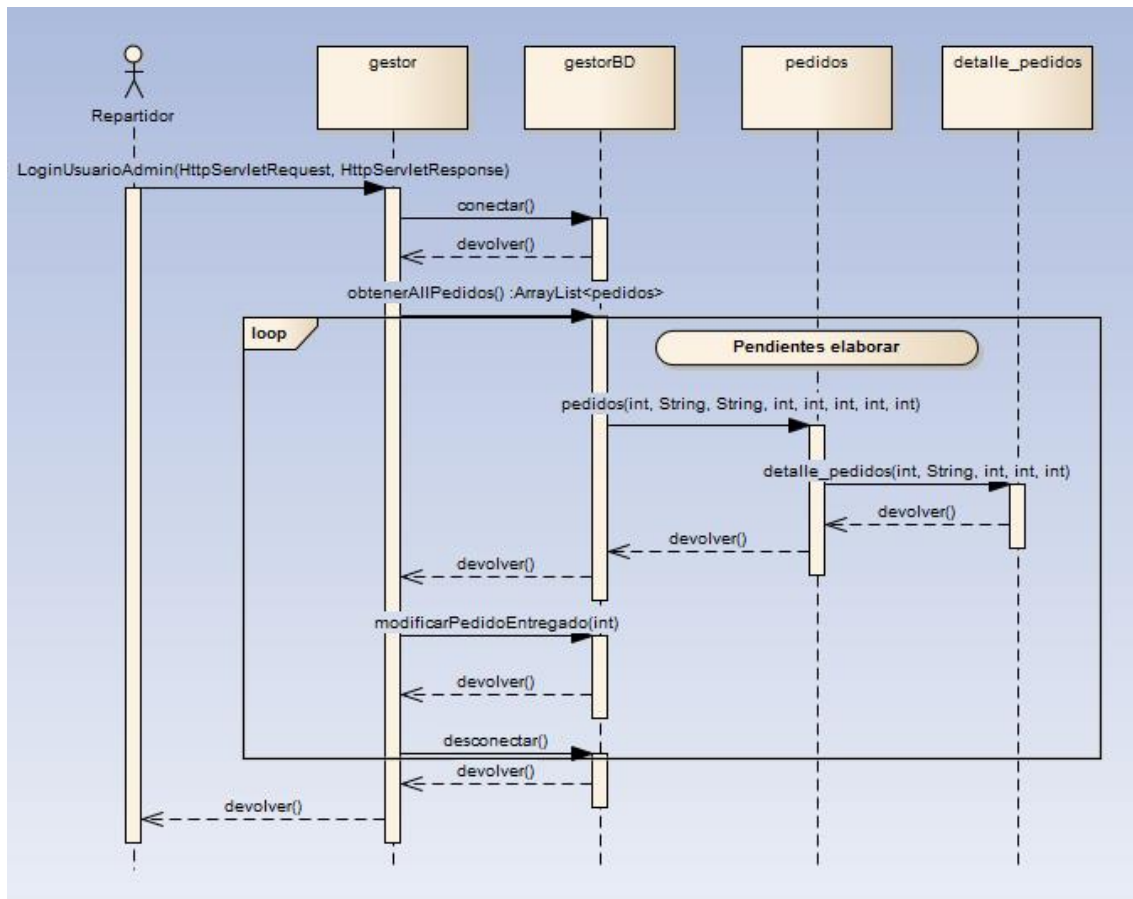 gestor
gestorBD
pedidos
detalle_pedidos
Repartidor
LoginUsuarioAdmin(HttpServletRequest, HttpServletResponse)
conectar()
devolver()
obtenerAllPedidos() :ArrayList<pedidos>
loop
Pendientes elaborar
pedidos(int, String, String, int, int, int, int, int)
detalle_pedidos(int, String, int, int, int)
devolver()
devolver()
devolver()
modificarPedidoEntregado(int)
devolver()
desconectar()
devolver()
devolver()